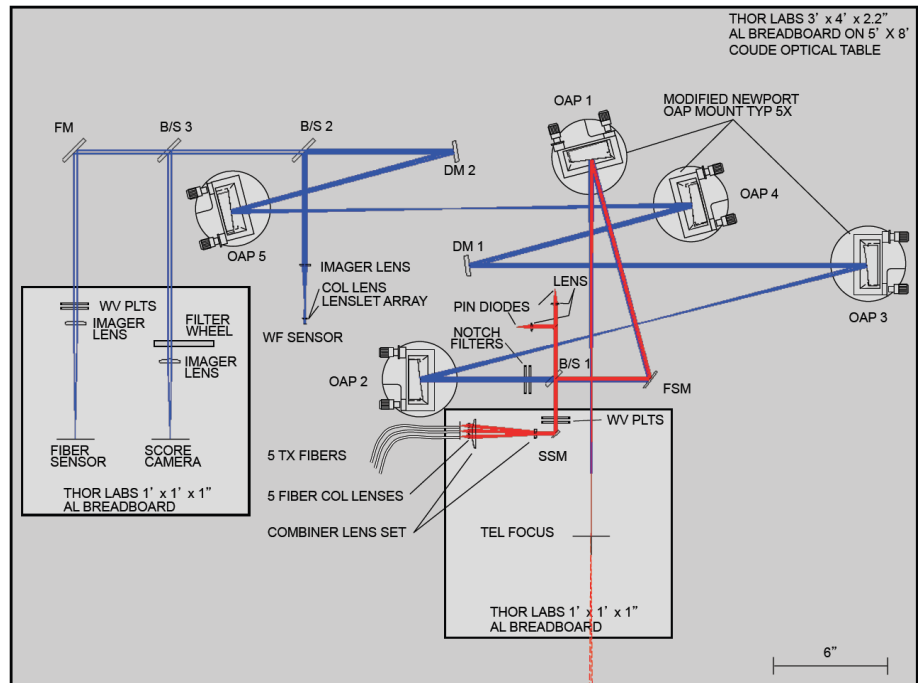 THOR LABS 3' x 4' x 2.2"
AL BREADBOARD ON 5' X 8'
COUDE OPTICAL TABLE
OAP 1
MODIFIED NEWPORT
OAP MOUNT TYP 5X
FM
B/S 3
B/S 2
DM 2
OAP 4
OAP 5
DM 1
IMAGER LENS
COL LENS
LENSLET ARRAY
WF SENSOR
LENS
PIN DIODES
NOTCH
FILTERS
OAP 3
WV PLTS
IMAGER
LENS
FILTER
WHEEL
IMAGER
LENS
OAP 2
B/S 1
FSM
WV PLTS
SSM
5 TX FIBERS
FIBER
SENSOR
SCORE
CAMERA
5 FIBER COL LENSES
THOR LABS 1' x 1' x 1"
AL BREADBOARD
COMBINER LENS SET
TEL FOCUS
THOR LABS 1' x 1' x 1"
AL BREADBOARD
6"